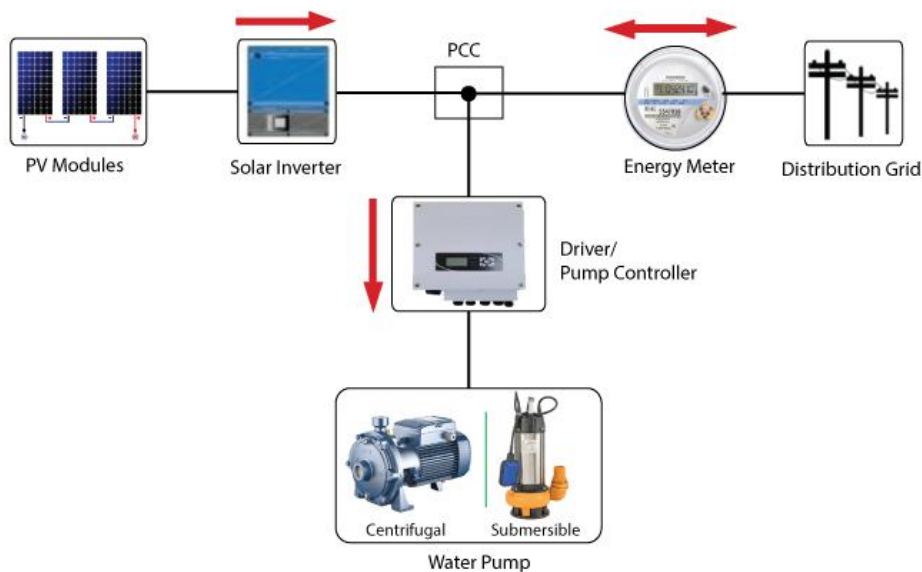 PCC
PV Modules
Solar Inverter
Energy Meter
Distribution Grid
Driver/
Pump Controller
Centrifugal
Submersible
Water Pump